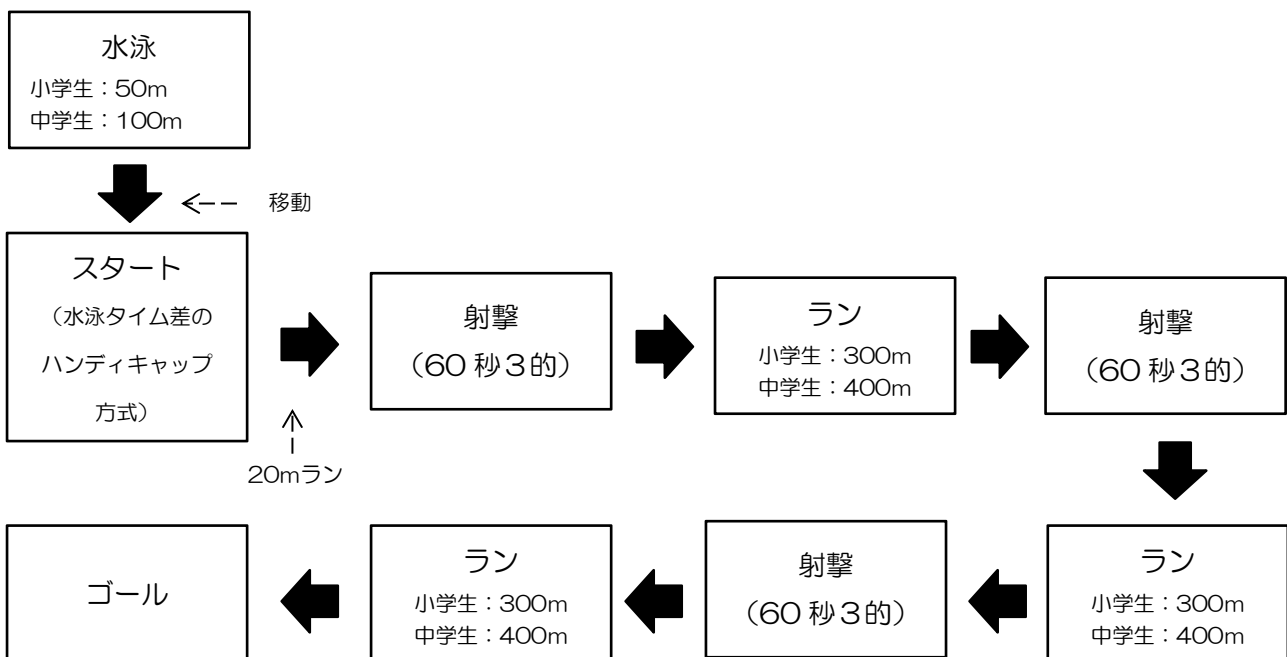 水泳
小学生：50m
中学生：100m
移動
スタート
（水泳タイム差の
ハンディキャップ
方式）
20mラン
射撃
（60 秒３的）
ラン
小学生：300m
中学生：400m
射撃
（60 秒３的）
ラン
小学生：300m
中学生：400m
射撃
（60 秒３的）
ラン
小学生：300m
中学生：400m
ゴール